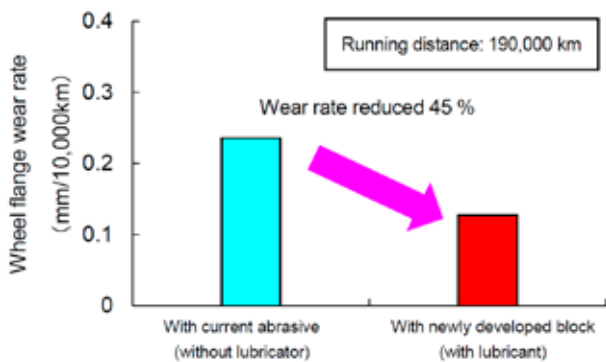 Wheel flange wear rate
(mm/10,000km)
0.4
0.3
0.2
0.1
0
Running distance: 190,000 km
Wear rate reduced 45 %
With current abrasive
(without lubricator)
With newly developed block
(with lubricant)